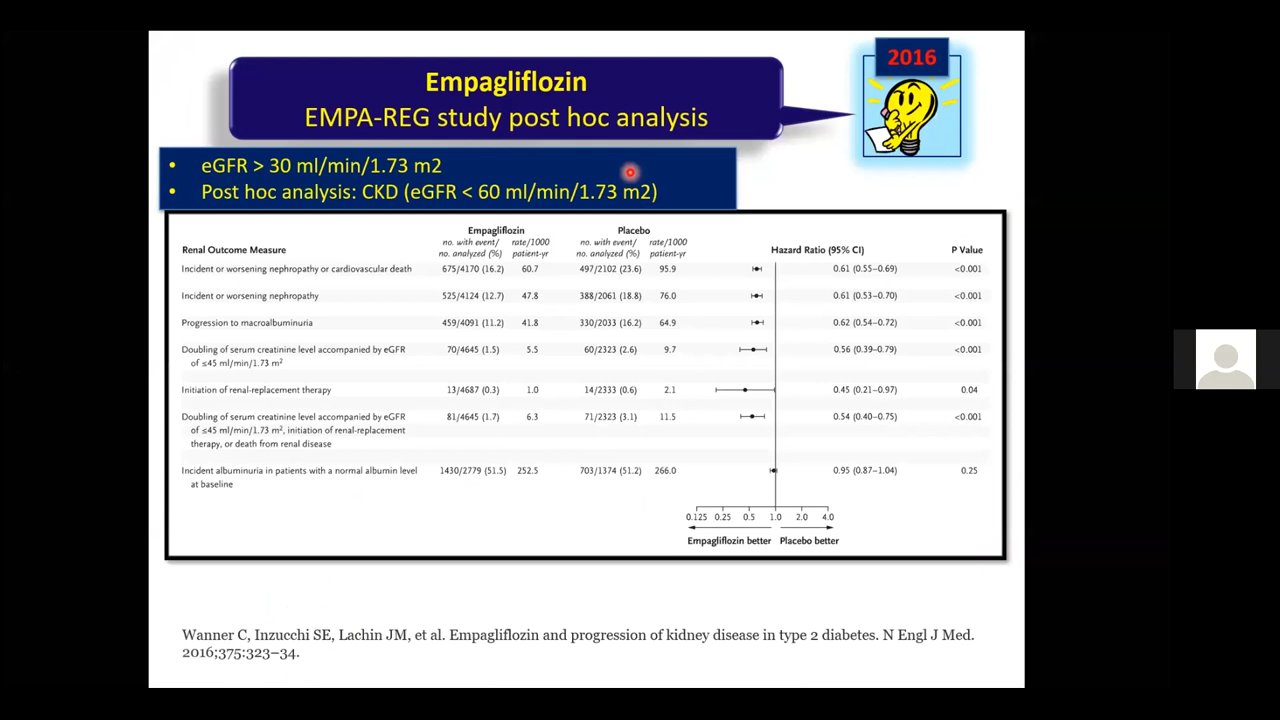 2016
Empagliflozin
EMPA-REG study post hoc analysis
• eGFR > 30 ml/min/1.73 m2
• Post hoc analysis: CKD (eGFR < 60 ml/min/1.73 m2)
Empagliflozin Placebo
Renal Outcome Measure no. with event/ no. analyzed (%) rate/1000 patient-yr no. with event/ no. analyzed (%) rate/1000 patient-yr Hazard Ratio (95% CI) P Value
Incident or worsening nephropathy or cardiovascular death 675/4170 (16.2) 60.7 497/2102 (23.6) 95.9 0.61 (0.55–0.69) <0.001
Incident or worsening nephropathy 525/4124 (12.7) 47.8 388/2061 (18.8) 76.0 0.61 (0.53–0.70) <0.001
Progression to macroalbuminuria 459/4091 (11.2) 41.8 330/2033 (16.2) 64.9 0.62 (0.54–0.72) <0.001
Doubling of serum creatinine level accompanied by eGFR 70/4645 (1.5) 5.5 60/2323 (2.6) 9.7 0.56 (0.39–0.79) <0.001
of ≤45 ml/min/1.73 m²
Initiation of renal-replacement therapy 13/4687 (0.3) 1.0 14/2333 (0.6) 2.1 0.45 (0.21–0.97) 0.04
Doubling of serum creatinine level accompanied by eGFR 81/4645 (1.7) 6.3 71/2323 (3.1) 11.5 0.54 (0.40–0.75) <0.001
of ≤45 ml/min/1.73 m², initiation of renal-replacement
therapy, or death from renal disease
Incident albuminuria in patients with a normal albumin level 1430/2779 (51.5) 252.5 703/1374 (51.2) 266.0 0.95 (0.87–1.04) 0.25
at baseline
0.125 0.25 0.5 1.0 2.0 4.0
Empagliflozin better Placebo better
Wanner C, Inzucchi SE, Lachin JM, et al. Empagliflozin and progression of kidney disease in type 2 diabetes. N Engl J Med.
2016;375:323–34.